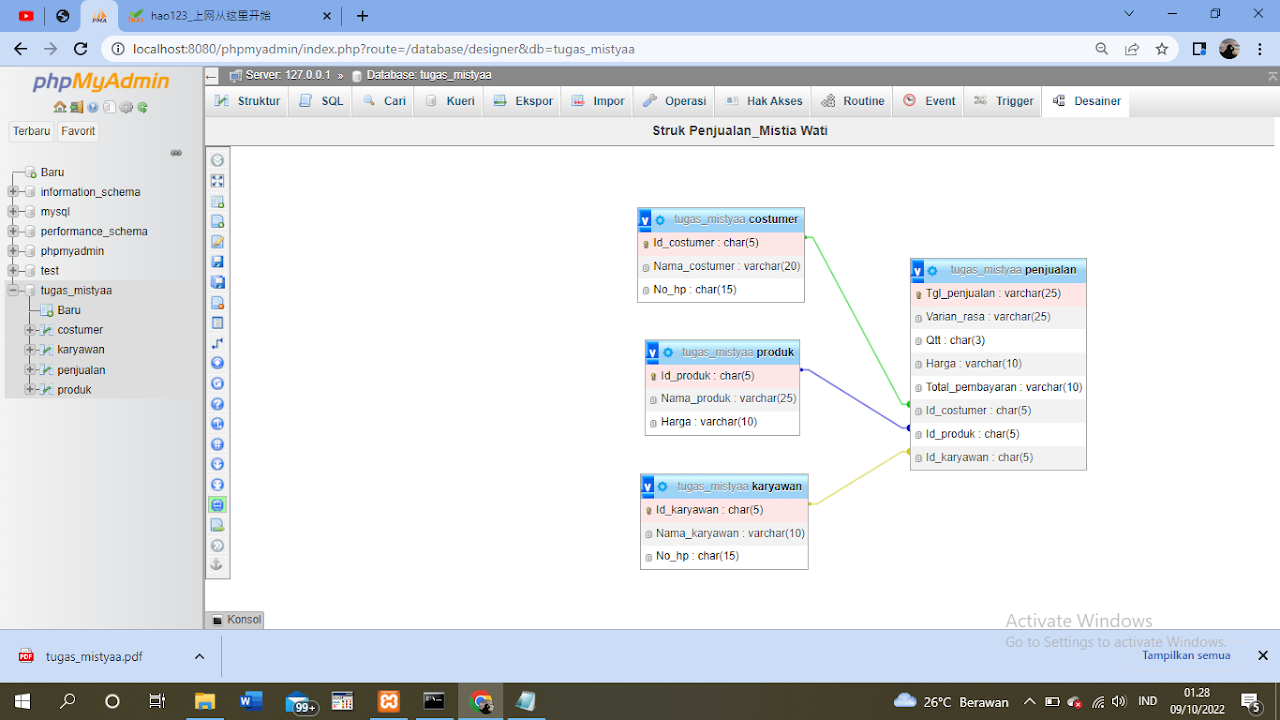 hao123_上网从这里开始
localhost:8080/phpmyadmin/index.php?route=/database/designer&db=tugas_mistyaa
phpMyAdmin
Server: 127.0.0.1 » Database: tugas_mistyaa
Struktur SQL Cari Kueri Ekspor Impor Operasi Hak Akses Routine Event Trigger Desainer
Terbaru Favorit
Struk Penjualan_Mistia Wati
Baru
information_schema
mysql
performance_schema
phpmyadmin
test
tugas_mistyaa
Baru
costumer
karyawan
penjualan
produk
v tugas_mistyaa costumer
Id_costumer : char(5)
Nama_costumer : varchar(20)
No_hp : char(15)
v tugas_mistyaa produk
Id_produk : char(5)
Nama_produk : varchar(25)
Harga : varchar(10)
v tugas_mistyaa karyawan
Id_karyawan : char(5)
Nama_karyawan : varchar(10)
No_hp : char(15)
v tugas_mistyaa penjualan
Tgl_penjualan : varchar(25)
Varian_rasa : varchar(25)
Qtt : char(3)
Harga : varchar(10)
Total_pembayaran : varchar(10)
Id_costumer : char(5)
Id_produk : char(5)
Id_karyawan : char(5)
Konsol
Activate Windows
Go to Settings to activate Windows.
tugas_mistyaa.pdf
Tampilkan semua
99+
26°C Berawan
IND
01.28
09/10/2022
5